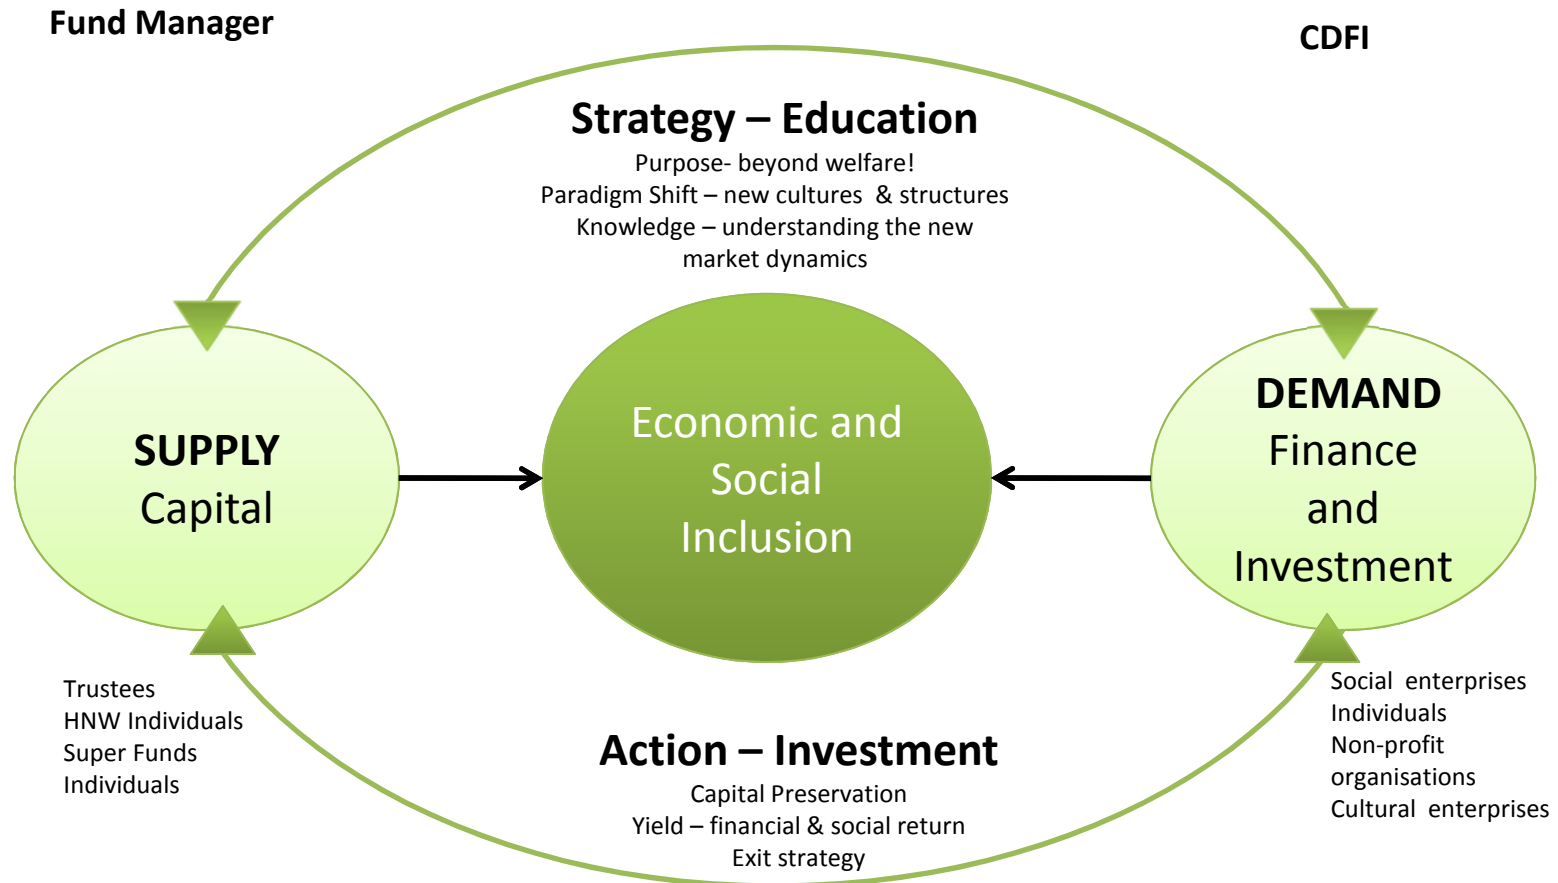 Fund Manager
CDFI
Strategy – Education
Purpose- beyond welfare!
Paradigm Shift – new cultures & structures
Knowledge – understanding the new
market dynamics
SUPPLY
Capital
Economic and
Social
Inclusion
DEMAND
Finance
and
Investment
Trustees
HNW Individuals
Super Funds
Individuals
Action – Investment
Capital Preservation
Yield – financial & social return
Exit strategy
Social enterprises
Individuals
Non-profit
organisations
Cultural enterprises